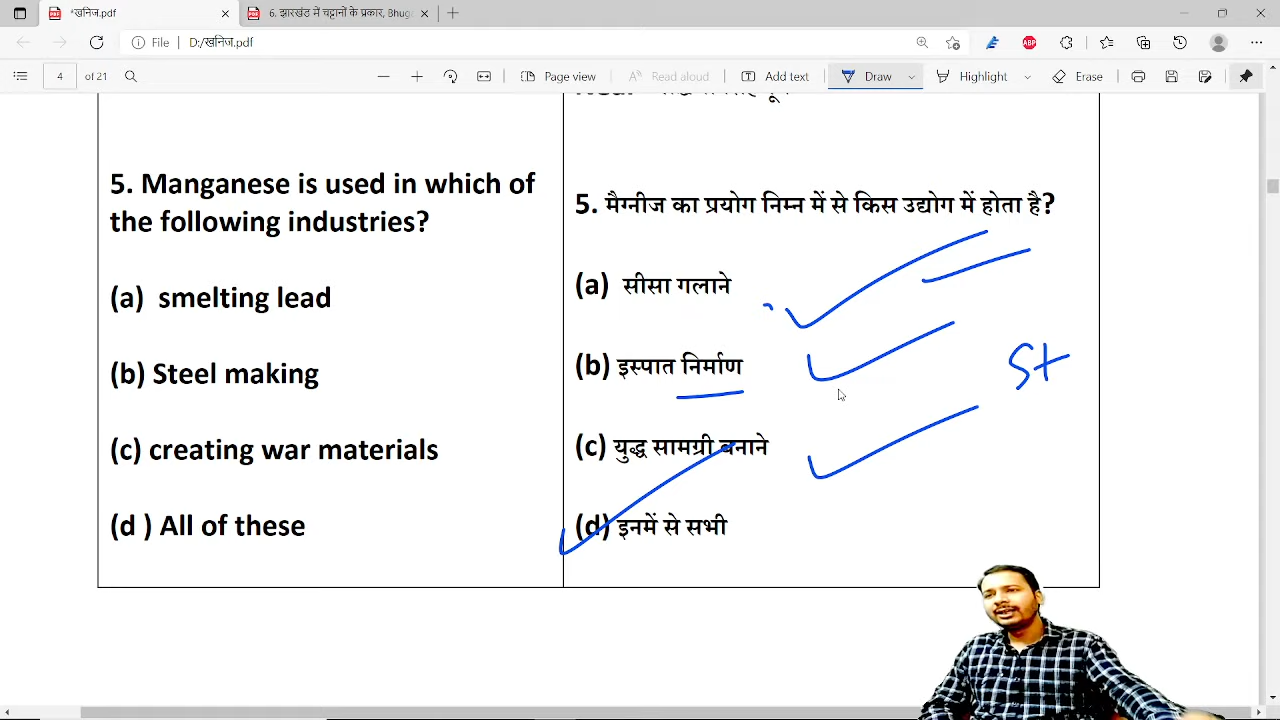 *खनिज.pdf
6. झारखंट में चट्टानों के प्रकार, Bhug
File
D:/खनिज.pdf
4 of 21
Page view
Read aloud
Add text
Draw
Highlight
Erase
ABP
5. Manganese is used in which of
the following industries?
(a) smelting lead
(b) Steel making
(c) creating war materials
(d ) All of these
5. मैग्नीज का प्रयोग निम्न में से किस उद्योग में होता है?
(a) सीसा गलाने
(b) इस्पात निर्माण
(c) युद्ध सामग्री बनाने
(d) इनमें से सभी
St